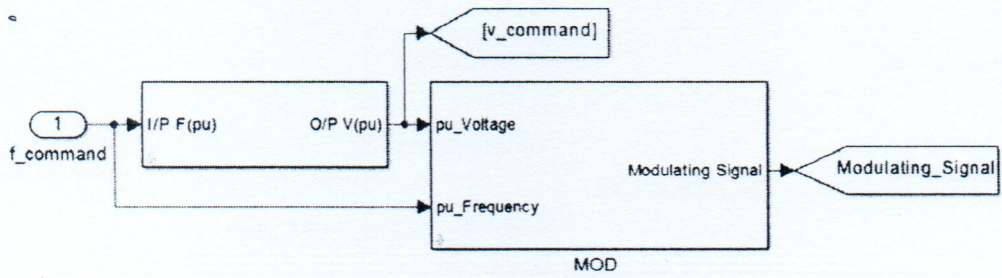 [v_command]
1
I/P F(pu)
O/P V(pu)
pu_Voltage
f_command
Modulating Signal
Modulating_Signal
pu_Frequency
MOD